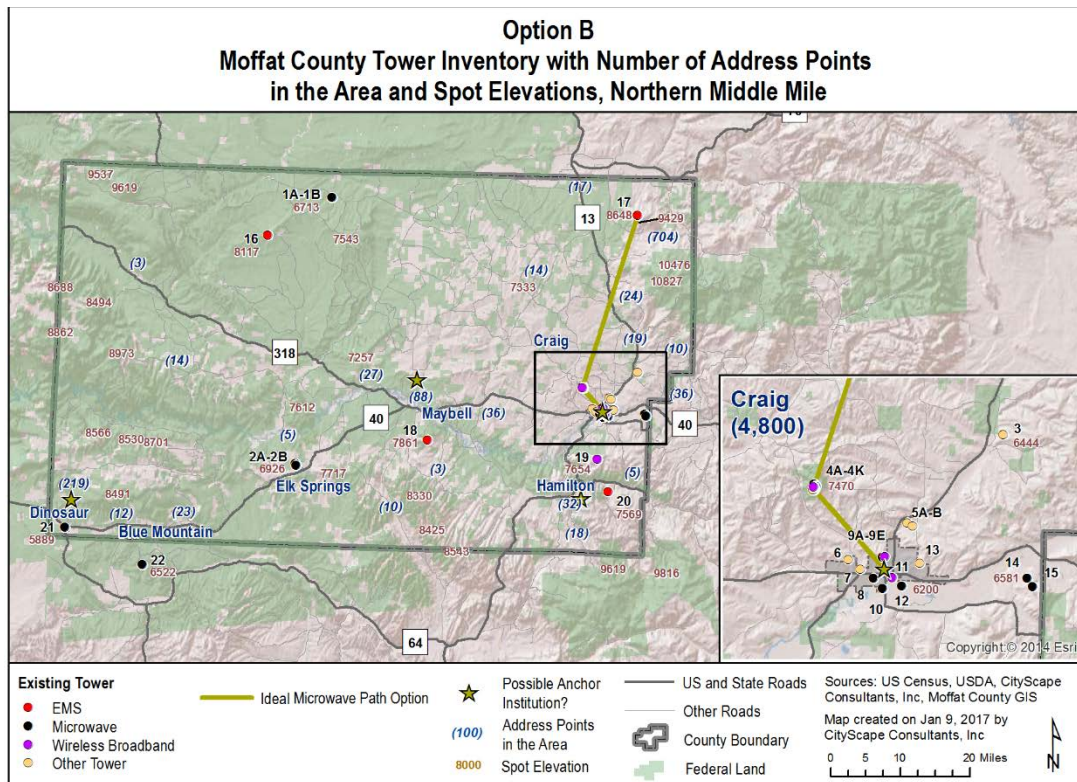 Option B
Moffat County Tower Inventory with Number of Address Points
in the Area and Spot Elevations, Northern Middle Mile
9537
9619
1A-1B
6713
16
8117
7543
(17)
13
17
8648
9429
(704)
(3)
(14)
7333
10476
10827
8688
8494
8862
(24)
8973
(14)
318
7257
(27)
Craig
(19)
(10)
(88)
Maybell
(36)
(36)
40
40
7612
(5)
18
7861
8566
8530
8701
2A-2B
6926
7717
Elk Springs
(3)
19
7654
(5)
(219)
Dinosaur
8491
(12)
(23)
Blue Mountain
(10)
8330
8425
Hamilton
(32)
20
7569
(18)
21
5889
22
6522
8543
9619
9816
64
Craig
(4,800)
3
6444
4A-4K
7470
5A-B
9A-9E
6
13
7
11
14
6581
15
8
10
12
6200
Copyright:© 2014 Esri
Existing Tower
EMS
Microwave
Wireless Broadband
Other Tower
Ideal Microwave Path Option
Possible Anchor
Institution?
(100)
Address Points
in the Area
8000
Spot Elevation
US and State Roads
Other Roads
County Boundary
Federal Land
Sources: US Census, USDA, CityScape
Consultants, Inc, Moffat County GIS
Map created on Jan 9, 2017 by
CityScape Consultants, Inc
0 5 10 20 Miles
N